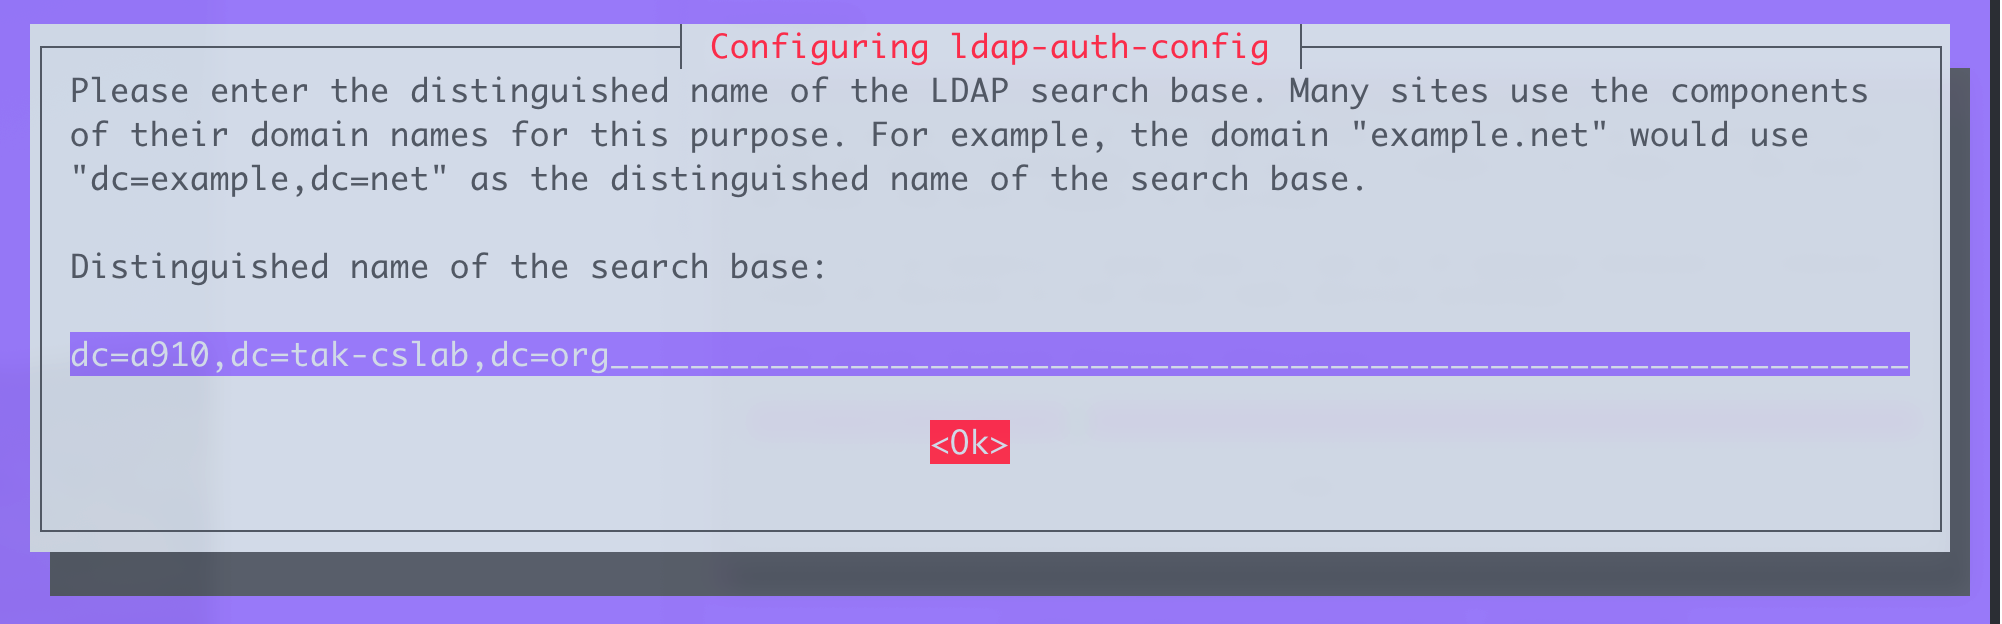 Configuring ldap-auth-config
Please enter the distinguished name of the LDAP search base. Many sites use the components
of their domain names for this purpose. For example, the domain "example.net" would use
"dc=example,dc=net" as the distinguished name of the search base.
Distinguished name of the search base:
dc=a910,dc=tak-cslab,dc=org_________________________________________________________________
<Ok>